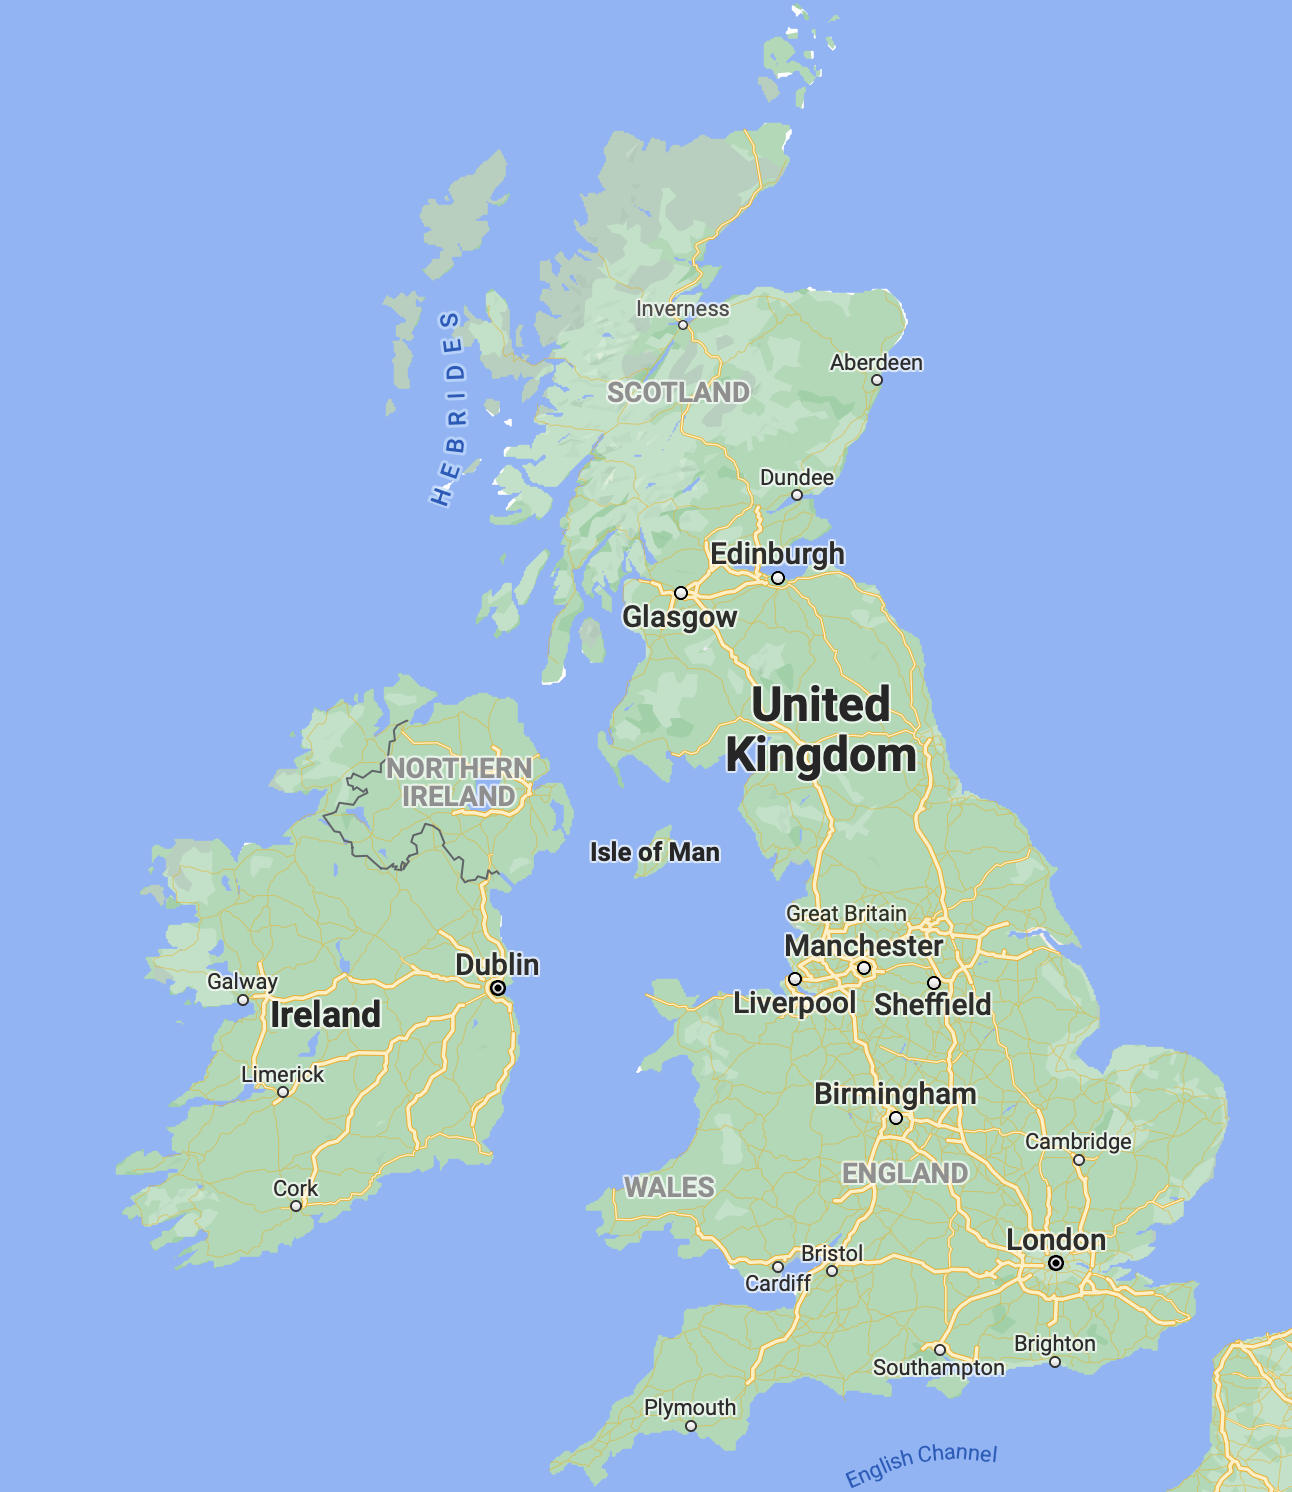 Inverness
Aberdeen
SCOTLAND
HEBRIDES
Dundee
Edinburgh
Glasgow
United
Kingdom
NORTHERN
IRELAND
Isle of Man
Great Britain
Manchester
Dublin
Galway
Liverpool
Sheffield
Ireland
Limerick
Birmingham
Cambridge
ENGLAND
WALES
Cork
London
Bristol
Cardiff
Brighton
Southampton
Plymouth
English Channel